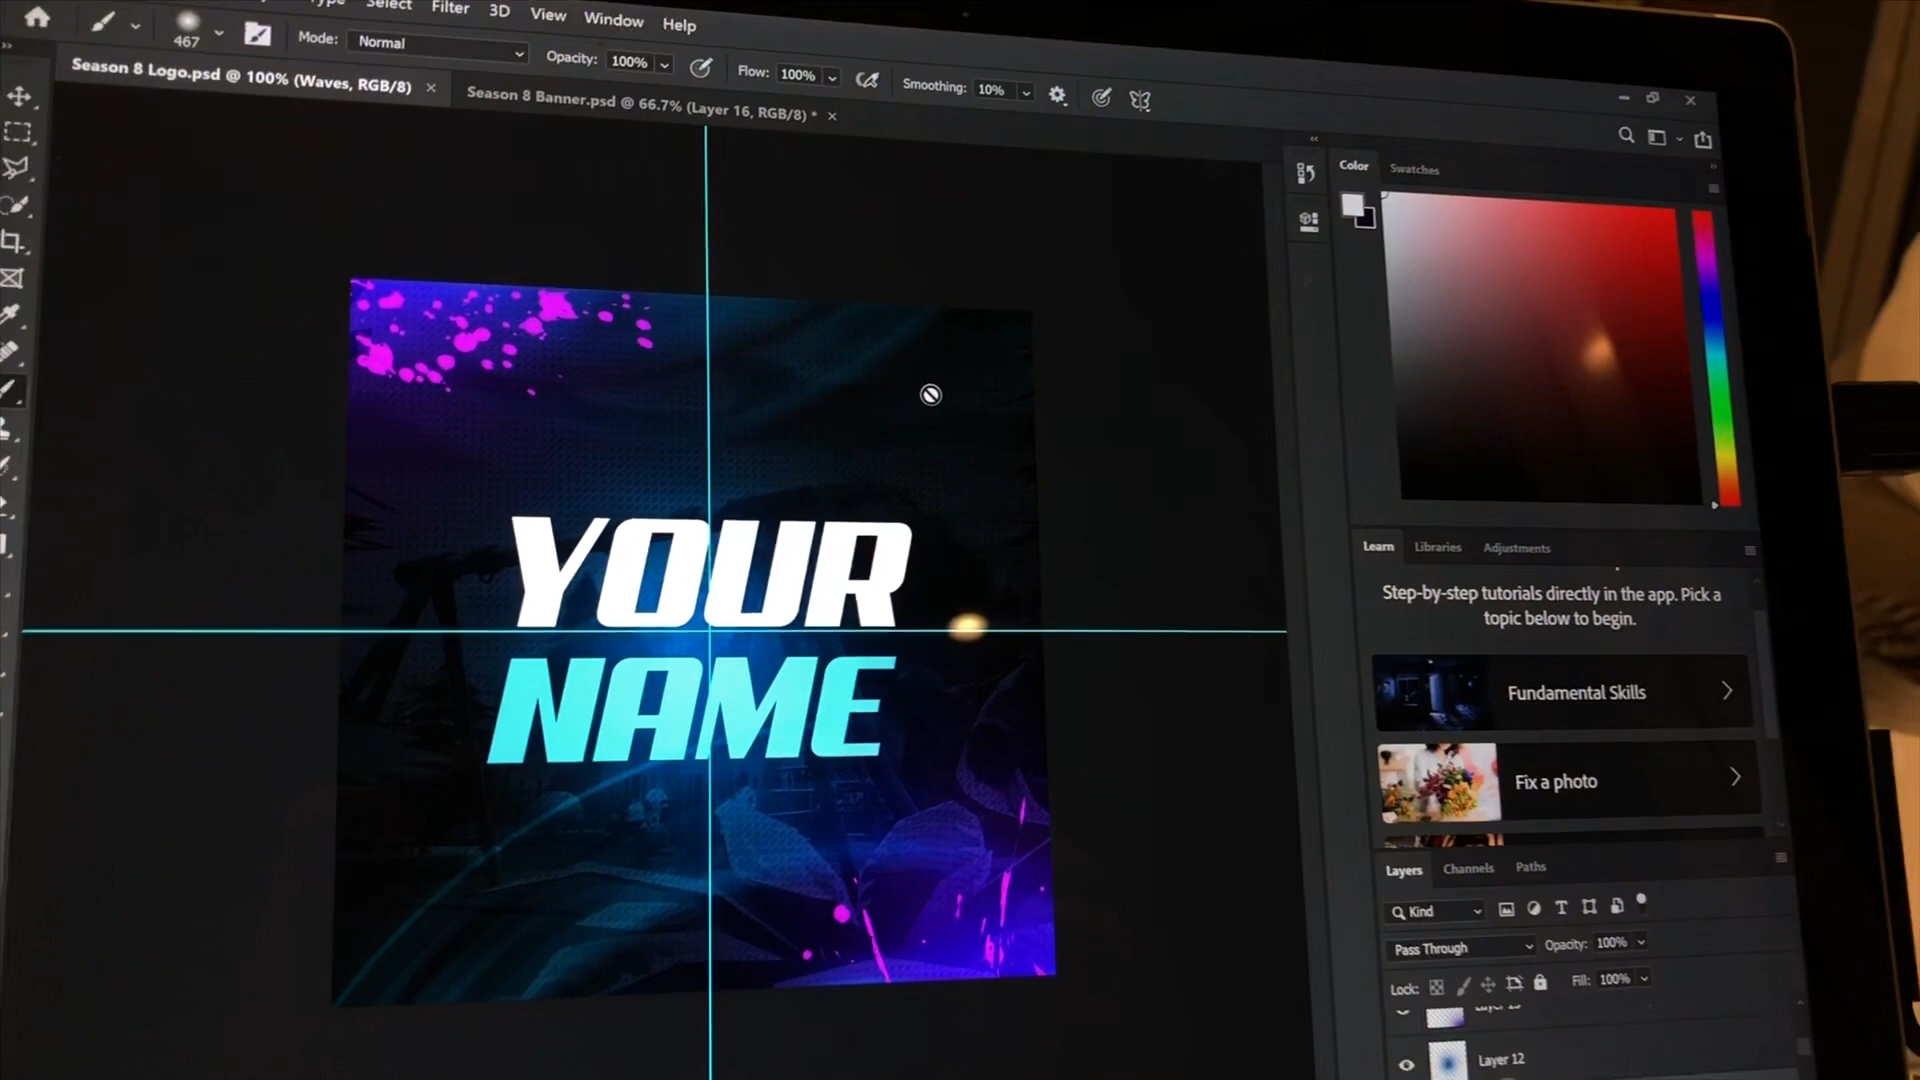 Type Select Filter 3D View Window Help
467 Mode: Normal Opacity: 100% Flow: 100% Smoothing: 10%
Season 8 Logo.psd @ 100% (Waves, RGB/8) × Season 8 Banner.psd @ 66.7% (Layer 16, RGB/8) * ×
Color Swatches
YOUR
NAME
Learn Libraries Adjustments
Step-by-step tutorials directly in the app. Pick a
topic below to begin.
Fundamental Skills
Fix a photo
Layers Channels Paths
Kind
Pass Through Opacity: 100%
Lock: Fill: 100%
Layer 12